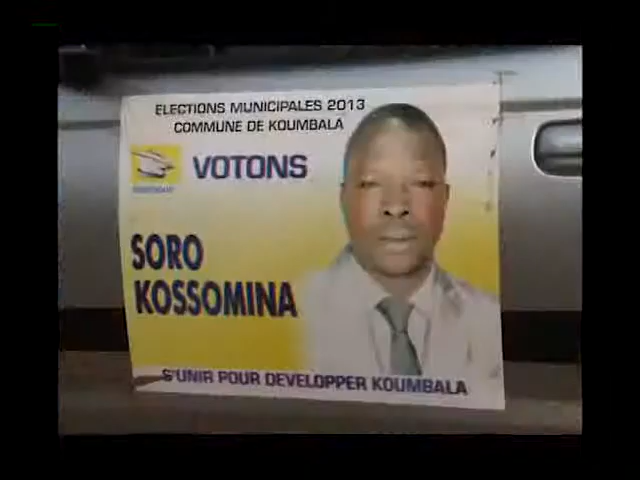 ELECTIONS MUNICIPALES 2013
COMMUNE DE KOUMBALA
VOTONS
SORO
KOSSOMINA
S'UNIR POUR DEVELOPPER KOUMBALA